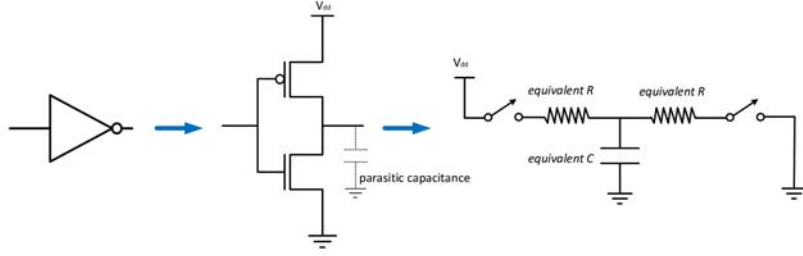 Vdd
parasitic capacitance
Vdd
equivalent R
equivalent R
equivalent C